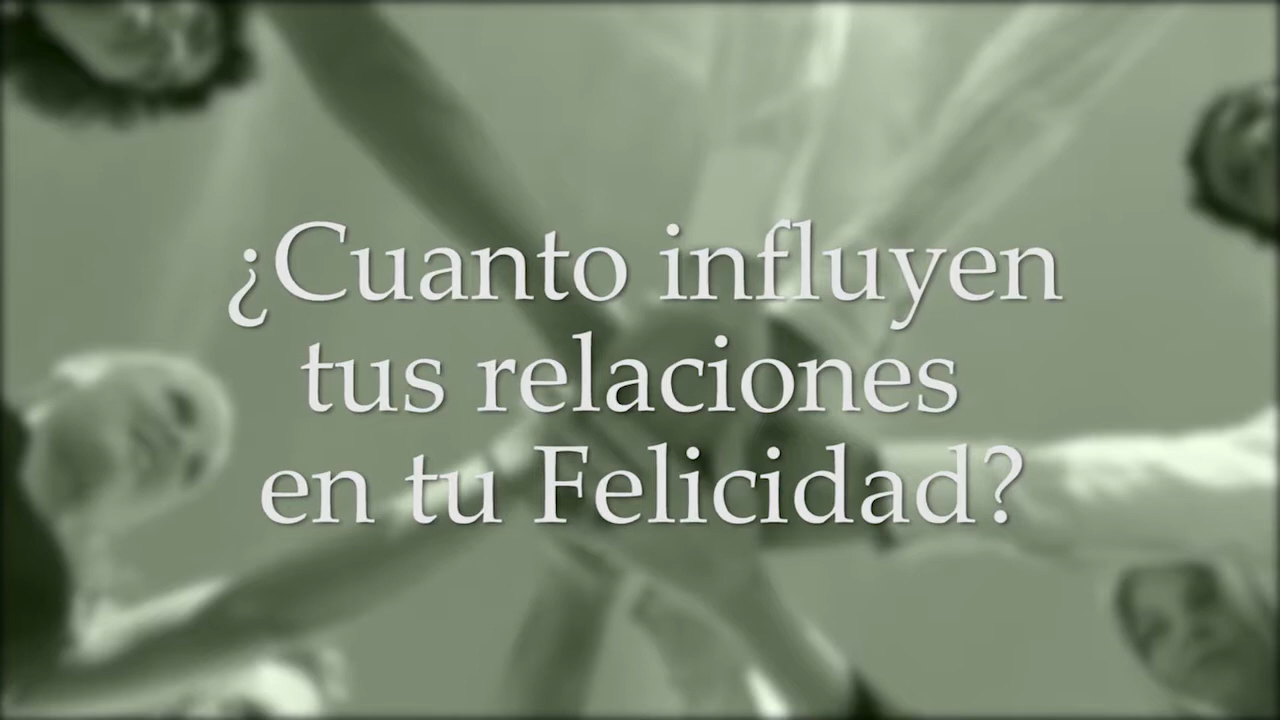 ¿Cuanto influyen
tus relaciones
en tu Felicidad?